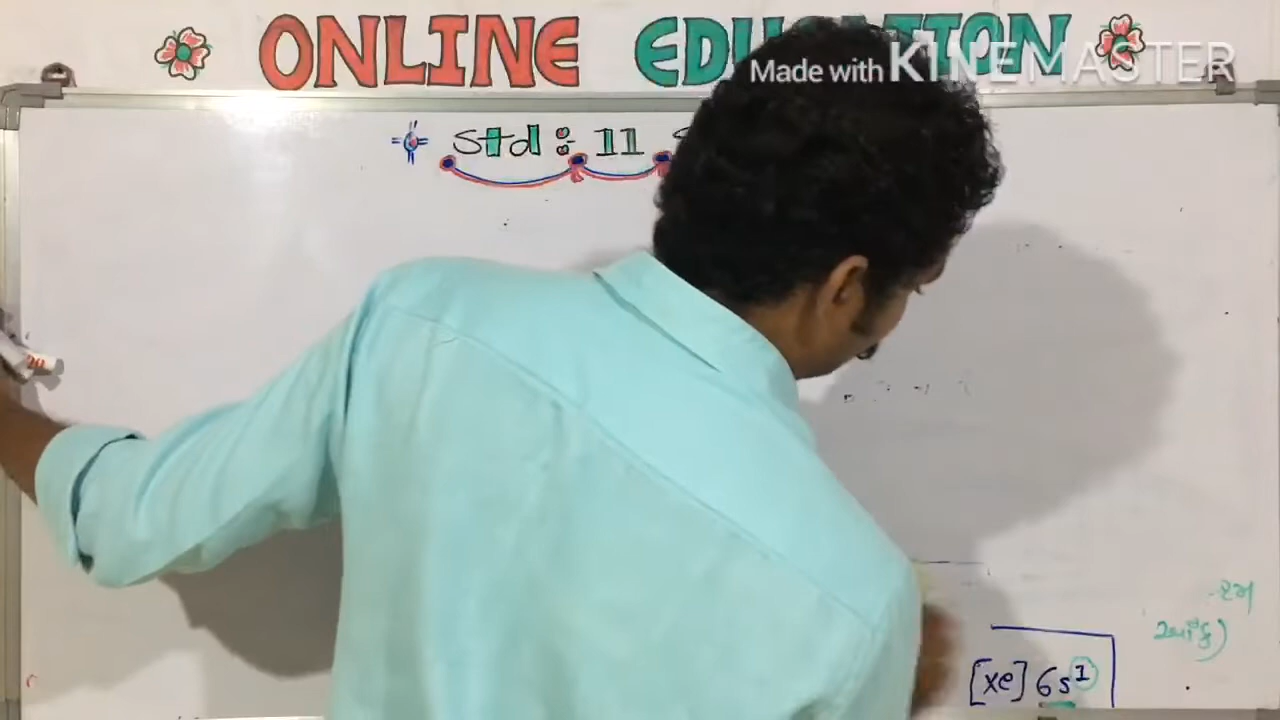 ONLINE EDUCATION
Made with KINEMASTER
Std : 11
[xe] 6s¹